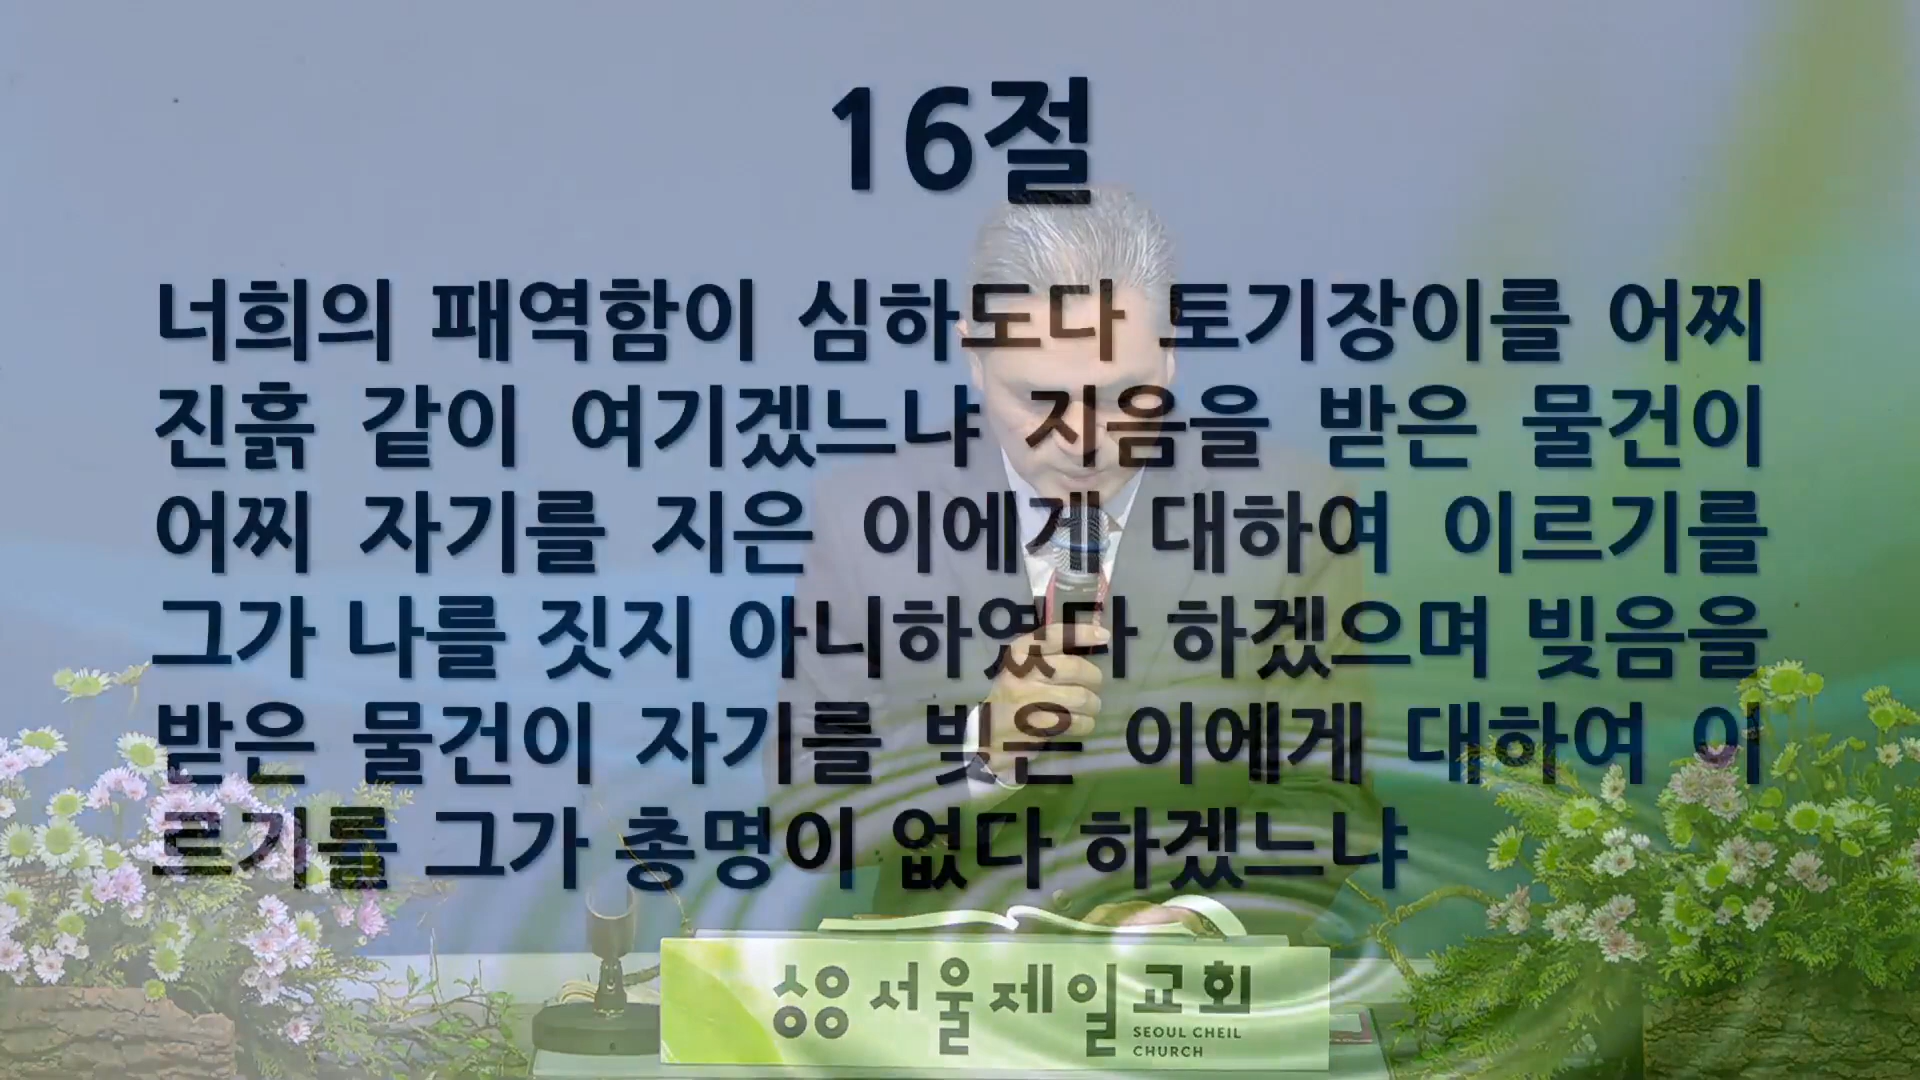 16절
너희의 패역함이 심하도다 토기장이를 어찌
진흙 같이 여기겠느냐 지음을 받은 물건이
어찌 자기를 지은 이에게 대하여 이르기를
그가 나를 짓지 아니하였다 하겠으며 빚음을
받은 물건이 자기를 빚은 이에게 대하여 이
르기를 그가 총명이 없다 하겠느냐
서울제일교회
SEOUL CHEIL
CHURCH